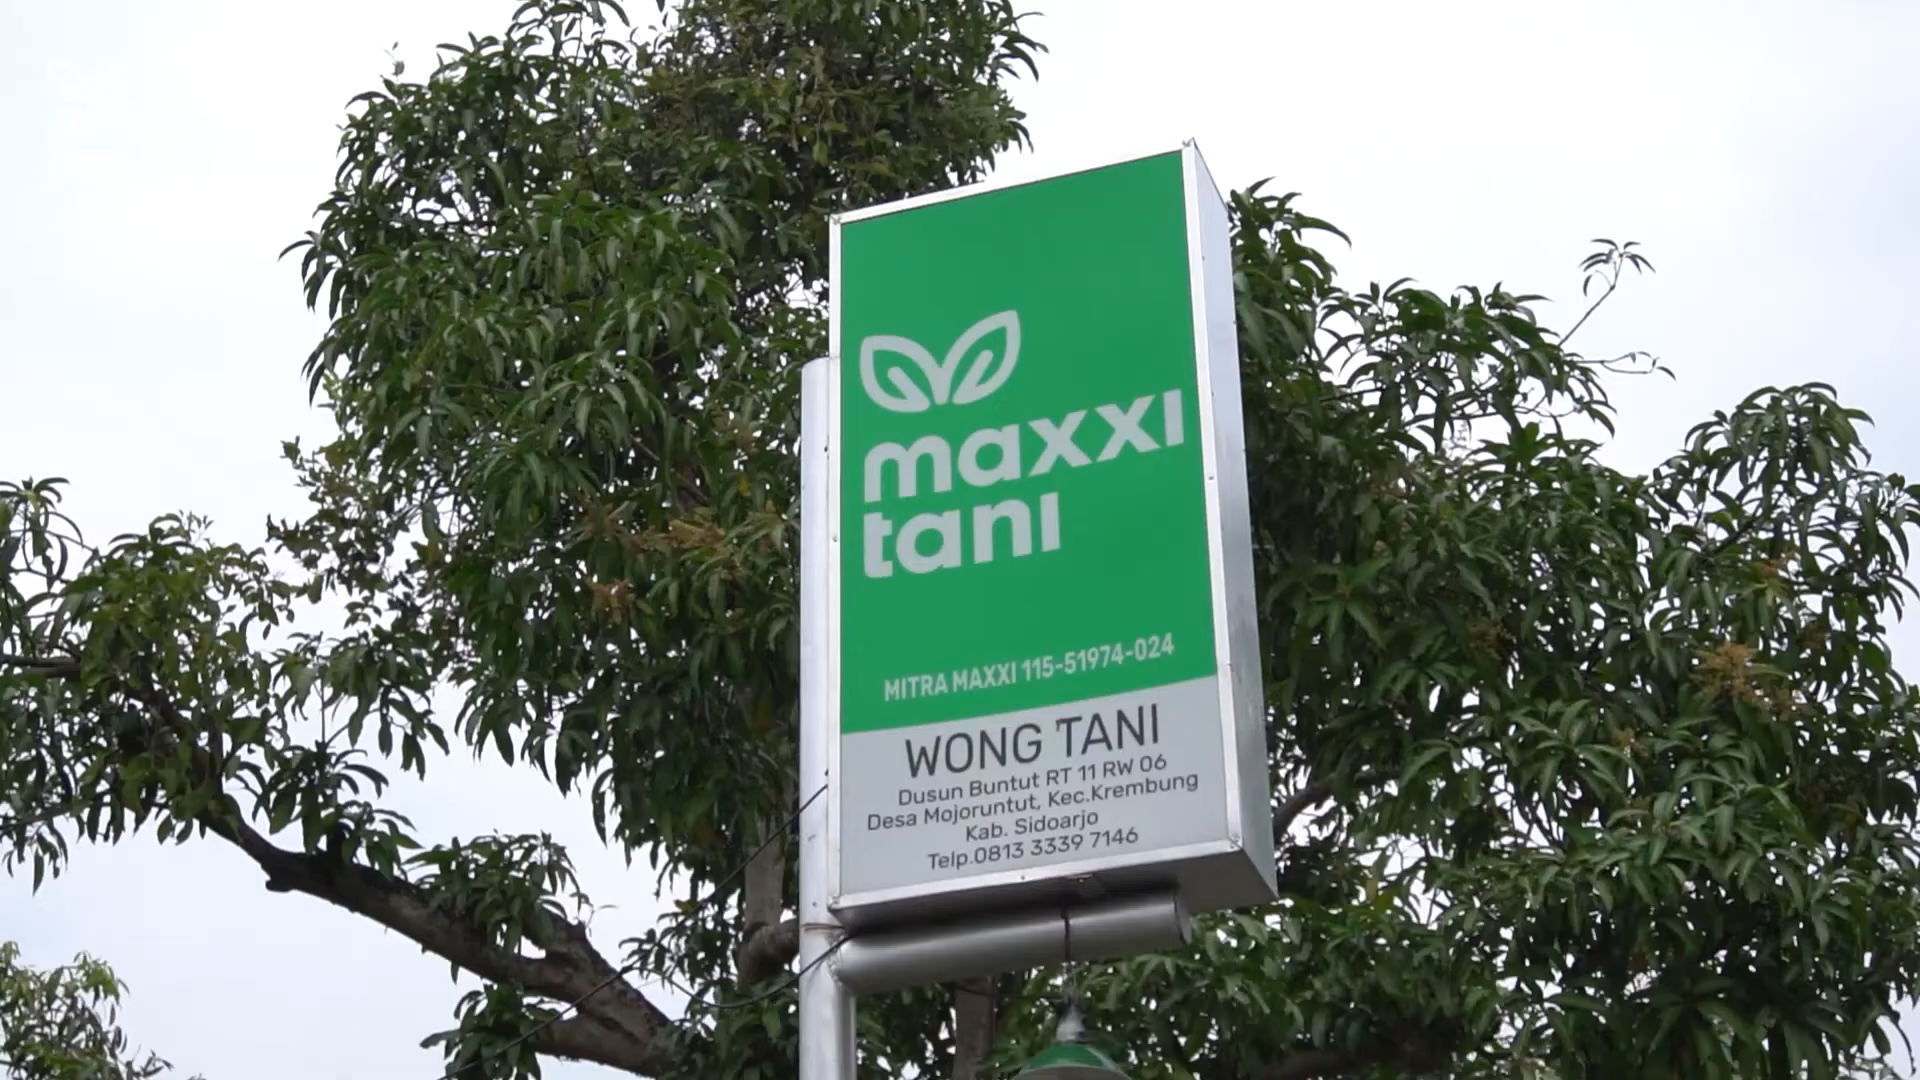 maxxi
tani
MITRA MAXXI 115-51974-024
WONG TANI
Dusun Buntut RT 11 RW 06
Desa Mojoruntut, Kec.Krembung
Kab. Sidoarjo
Telp.0813 3339 7146